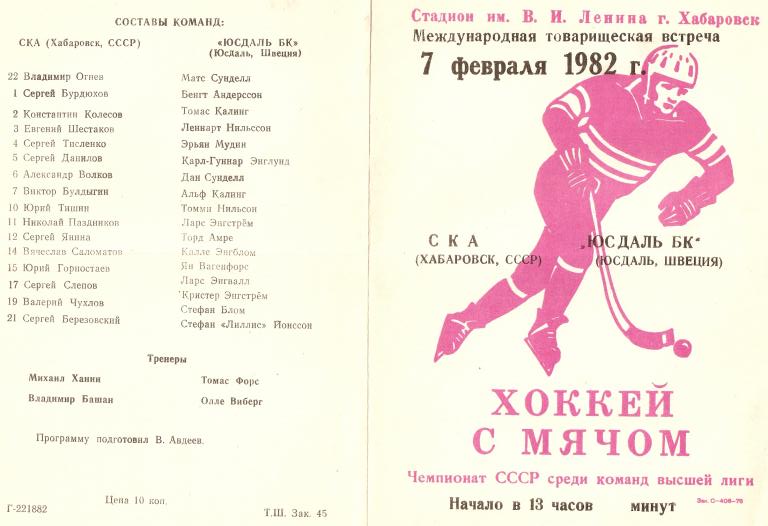 СОСТАВЫ КОМАНД:
СКА (Хабаровск, СССР)
«ЮСДАЛЬ БК»
(Юсдаль, Швеция)
22 Владимир Огнев
1 Сергей Бурдюхов
2 Константин Колесов
3 Евгений Шестаков
4 Сергей Тисленко
5 Сергей Данилов
6 Александр Волков
7 Виктор Булдыгин
10 Юрий Тишин
11 Николай Паздников
12 Сергей Янина
14 Вячеслав Саломатов
15 Юрий Горностаев
17 Сергей Слепов
19 Валерий Чухлов
21 Сергей Березовский
Матс Сунделл
Бенгт Андерссон
Томас Калинг
Леннарт Нильссон
Эрьян Мудин
Карл-Гуннар Энглунд
Дан Сунделл
Альф Калинг
Томми Нильсон
Ларс Энгстрём
Торд Амре
Калле Энгблом
Ян Вагенфорс
Ларс Энгвалл
Кристер Энгстрём
Стефан Блом
Стефан «Лиллис» Йонссон
Тренеры
Михаил Ханин
Томас Форс
Владимир Башан
Олле Виберг
Программу подготовил В. Авдеев.
Цена 10 коп.
Г-221882
Т.Ш. Зак. 45
Стадион им. В. И. Ленина г. Хабаровск
Международная товарищеская встреча
7 февраля 1982 г.
СКА
(ХАБАРОВСК, СССР)
„ЮСДАЛЬ БК“
(ЮСДАЛЬ, ШВЕЦИЯ)
ХОККЕЙ
С МЯЧОМ
Чемпионат СССР среди команд высшей лиги
Зак. С-408-76
Начало в 13 часов минут